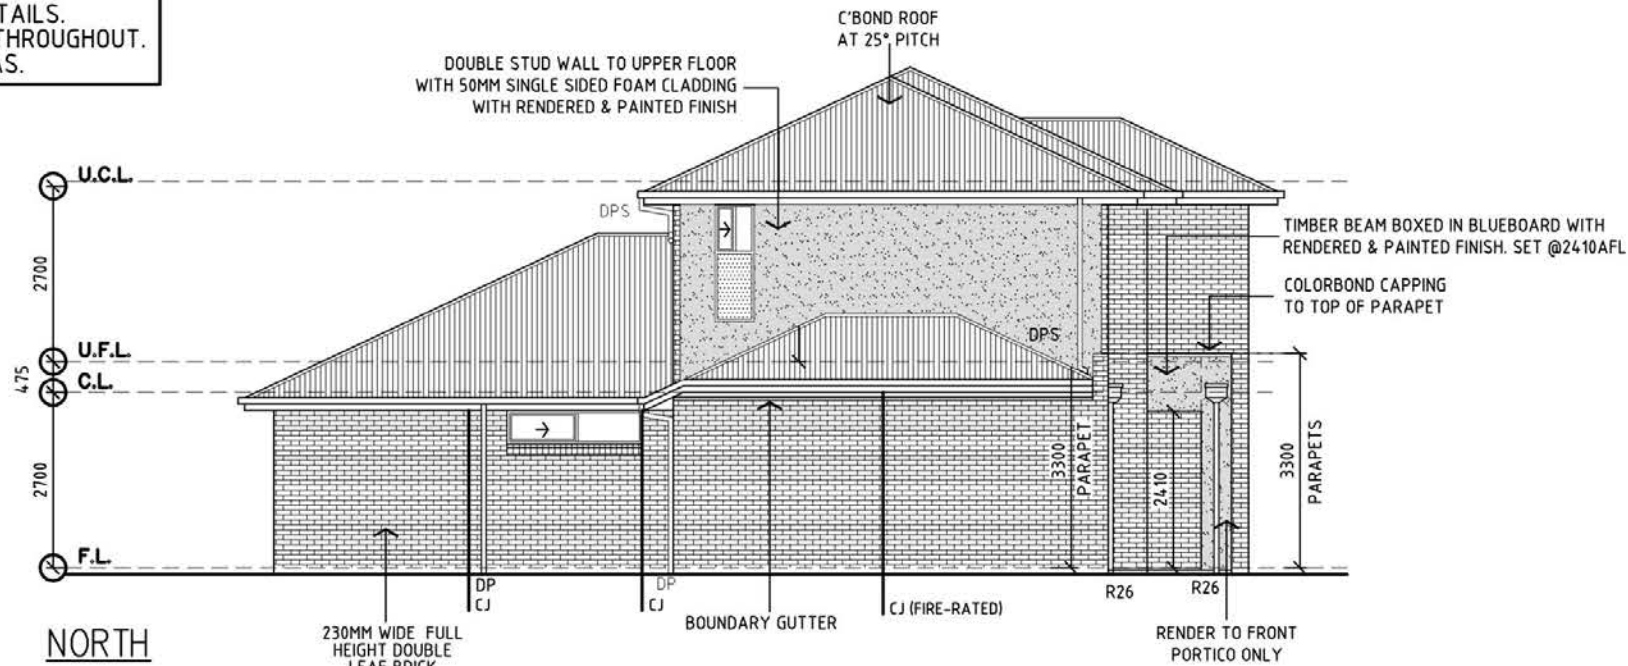 TAILS.
THROUGHOUT.
AS.
C'BOND ROOF
AT 25° PITCH
DOUBLE STUD WALL TO UPPER FLOOR
WITH 50MM SINGLE SIDED FOAM CLADDING
WITH RENDERED & PAINTED FINISH
U.C.L.
DPS
TIMBER BEAM BOXED IN BLUEBOARD WITH
RENDERED & PAINTED FINISH. SET @2410AFL
2700
COLORBOND CAPPING
TO TOP OF PARAPET
DPS
U.F.L.
475
C.L.
2700
3300
PARAPET
2410
3300
PARAPETS
F.L.
DP
CJ
DP
CJ
BOUNDARY GUTTER
CJ (FIRE-RATED)
R26
R26
NORTH
230MM WIDE FULL
HEIGHT DOUBLE
LEAF BRICK
RENDER TO FRONT
PORTICO ONLY